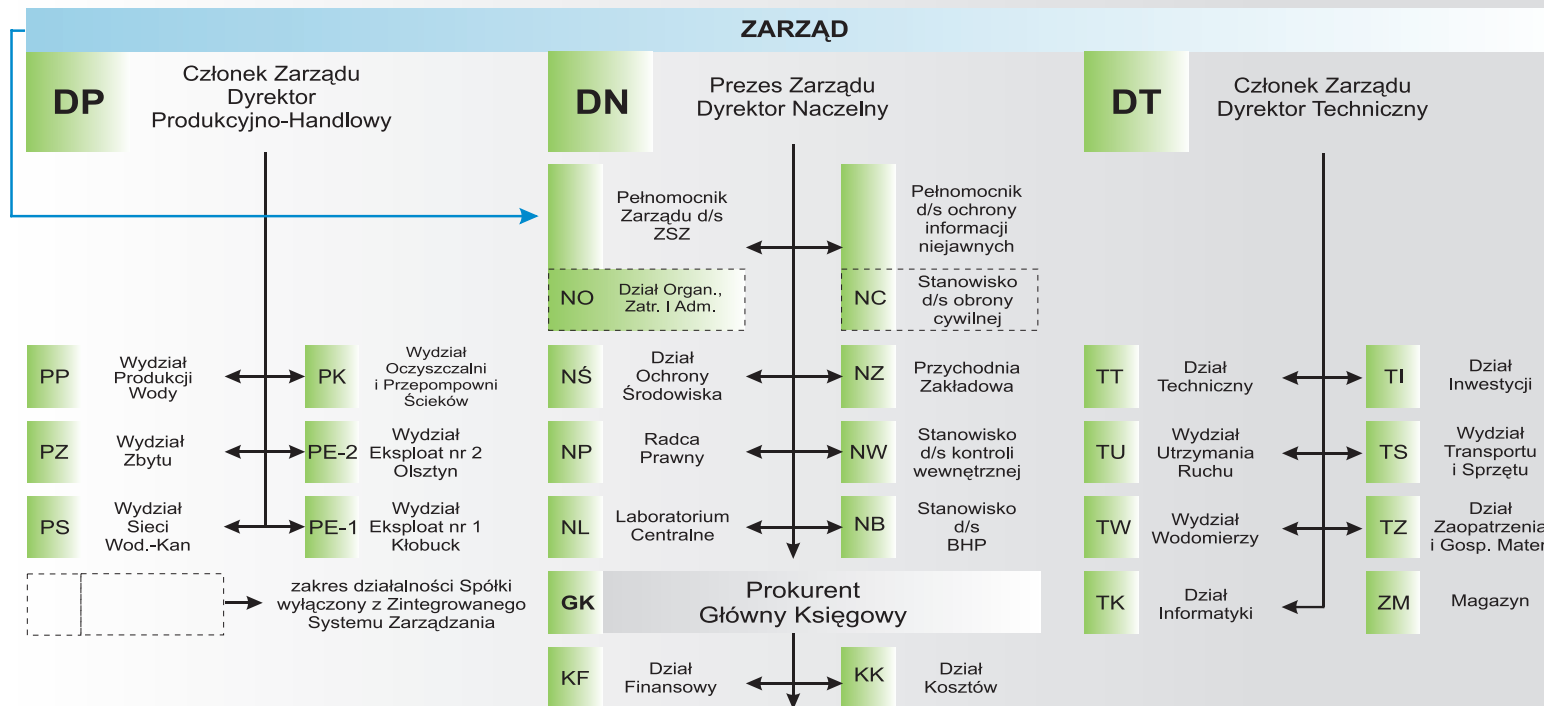 ZARZĄD
DP
Członek Zarządu
Dyrektor
Produkcyjno-Handlowy
DN
Prezes Zarządu
Dyrektor Naczelny
DT
Członek Zarządu
Dyrektor Techniczny
Pełnomocnik
Zarządu d/s
ZSZ
Pełnomocnik
d/s ochrony
informacji
niejawnych
NO
Dział Organ.,
Zatr. I Adm.
NC
Stanowisko
d/s obrony
cywilnej
PP
Wydział
Produkcji
Wody
PK
Wydział
Oczyszczalni
i Przepompowni
Ścieków
PZ
Wydział
Zbytu
PE-2
Wydział
Eksploat nr 2
Olsztyn
PS
Wydział
Sieci
Wod.-Kan
PE-1
Wydział
Eksploat nr 1
Kłobuck
zakres działalności Spółki
wyłączony z Zintegrowanego
Systemu Zarządzania
NŚ
Dział
Ochrony
Środowiska
NZ
Przychodnia
Zakładowa
NP
Radca
Prawny
NW
Stanowisko
d/s kontroli
wewnętrznej
NL
Laboratorium
Centralne
NB
Stanowisko
d/s
BHP
GK
Prokurent
Główny Księgowy
KF
Dział
Finansowy
KK
Dział
Kosztów
TT
Dział
Techniczny
TI
Dział
Inwestycji
TU
Wydział
Utrzymania
Ruchu
TS
Wydział
Transportu
i Sprzętu
TW
Wydział
Wodomierzy
TZ
Dział
Zaopatrzenia
i Gosp. Mater
TK
Dział
Informatyki
ZM
Magazyn